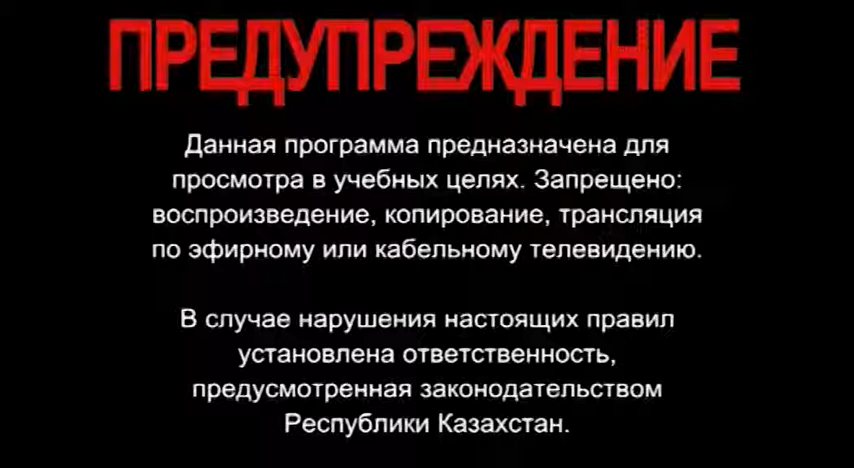 ПРЕДУПРЕЖДЕНИЕ
Данная программа предназначена для
просмотра в учебных целях. Запрещено:
воспроизведение, копирование, трансляция
по эфирному или кабельному телевидению.
В случае нарушения настоящих правил
установлена ответственность,
предусмотренная законодательством
Республики Казахстан.